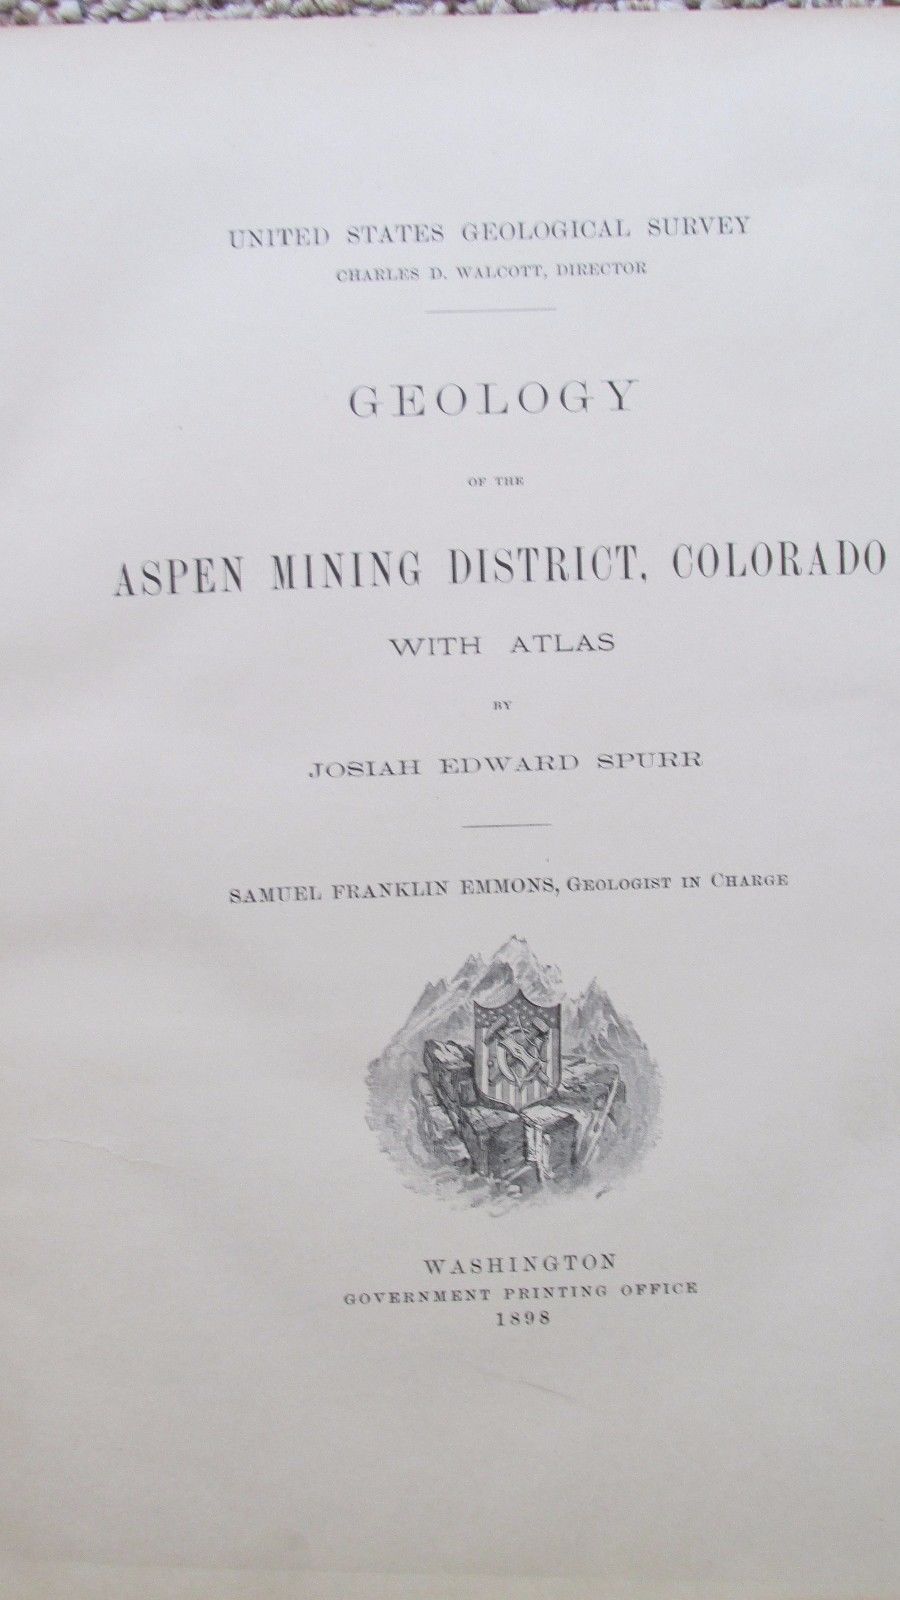 UNITED STATES GEOLOGICAL SURVEY
CHARLES D. WALCOTT, DIRECTOR
GEOLOGY
OF THE
ASPEN MINING DISTRICT, COLORADO
WITH ATLAS
BY
JOSIAH EDWARD SPURR
SAMUEL FRANKLIN EMMONS, GEOLOGIST IN CHARGE
WASHINGTON
GOVERNMENT PRINTING OFFICE
1898